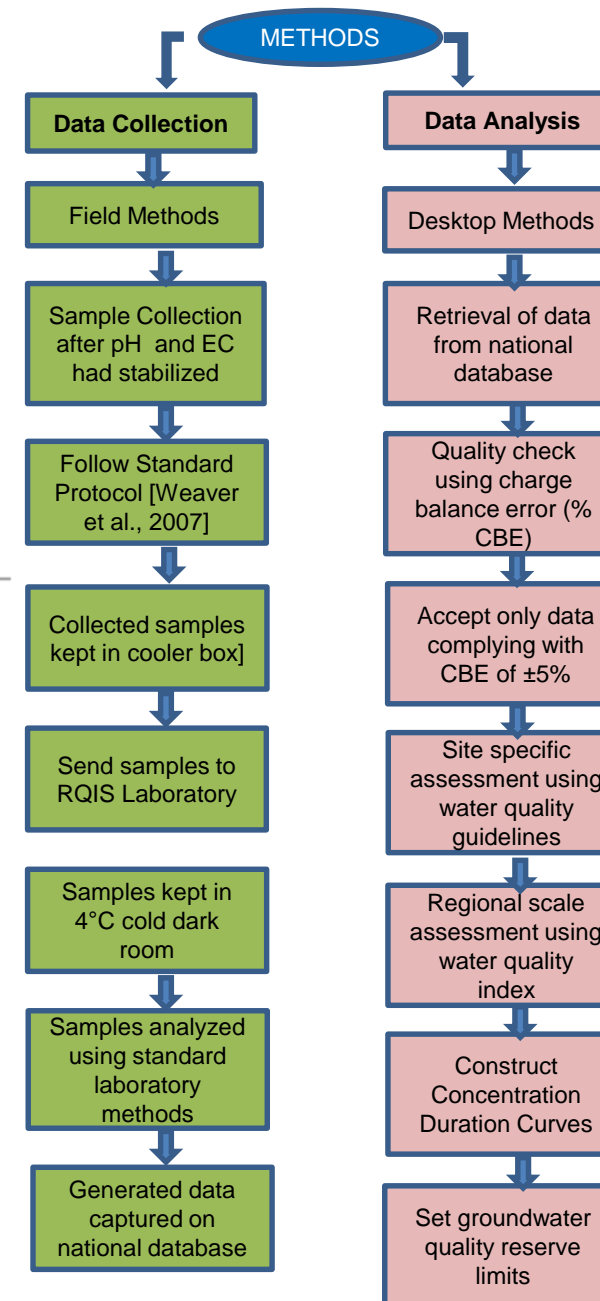 METHODS
Data Collection
Field Methods
Sample Collection
after pH and EC
had stabilized
Follow Standard
Protocol [Weaver
et al., 2007]
Collected samples
kept in cooler box]
Send samples to
RQIS Laboratory
Samples kept in
4°C cold dark
room
Samples analyzed
using standard
laboratory
methods
Generated data
captured on
national database
Data Analysis
Desktop Methods
Retrieval of data
from national
database
Quality check
using charge
balance error (%
CBE)
Accept only data
complying with
CBE of ±5%
Site specific
assessment using
water quality
guidelines
Regional scale
assessment using
water quality
index
Construct
Concentration
Duration Curves
Set groundwater
quality reserve
limits